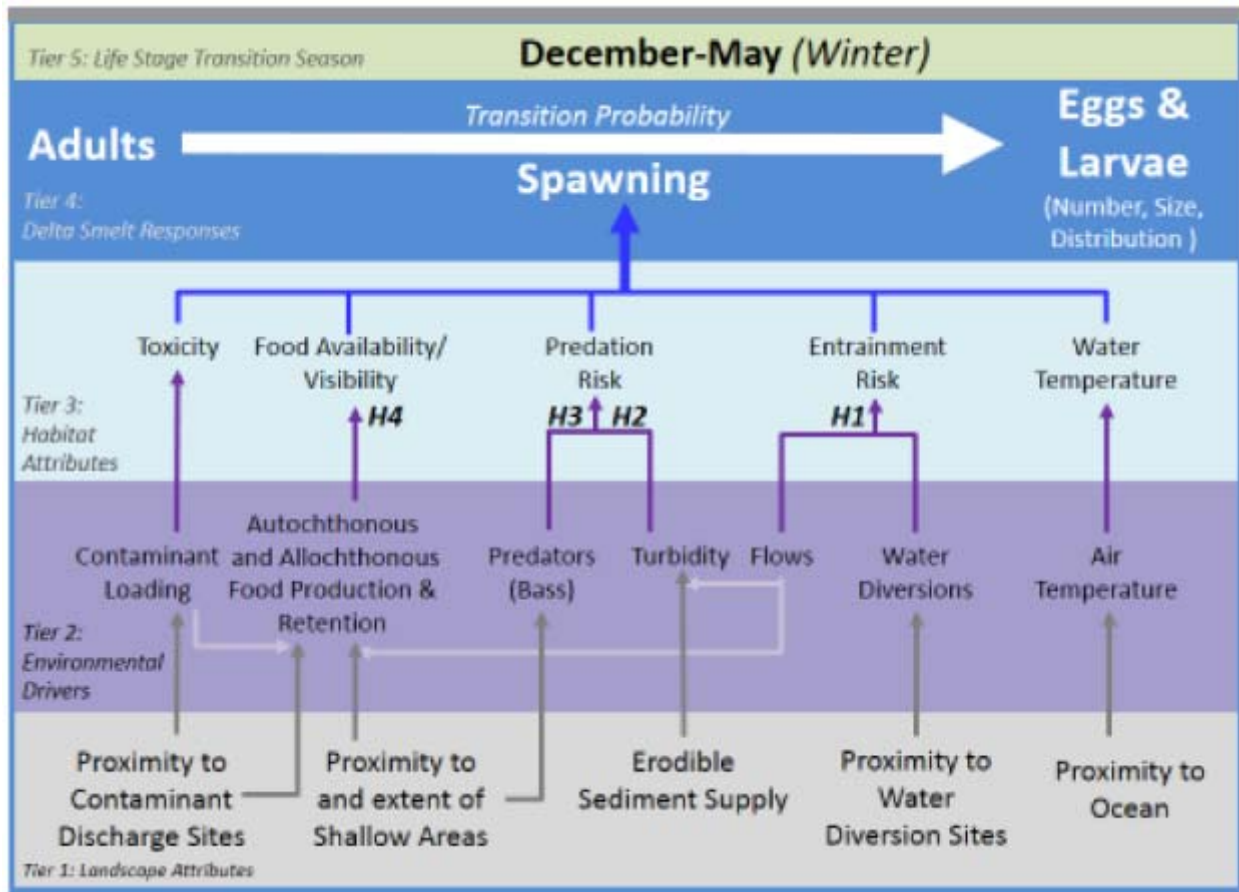 Tier 5: Life Stage Transition Season
December-May (Winter)
Adults
Transition Probability
Spawning
Eggs &
Larvae
(Number, Size,
Distribution )
Tier 4:
Delta Smelt Responses
Toxicity
Food Availability/
Visibility
Predation
Risk
Entrainment
Risk
Water
Temperature
H4
H3
H2
H1
Tier 3:
Habitat
Attributes
Contaminant
Loading
Autochthonous
and Allochthonous
Food Production &
Retention
Predators
(Bass)
Turbidity
Flows
Water
Diversions
Air
Temperature
Tier 2:
Environmental
Drivers
Proximity to
Contaminant
Discharge Sites
Proximity to
and extent of
Shallow Areas
Erodible
Sediment Supply
Proximity to
Water
Diversion Sites
Proximity to
Ocean
Tier 1: Landscape Attributes